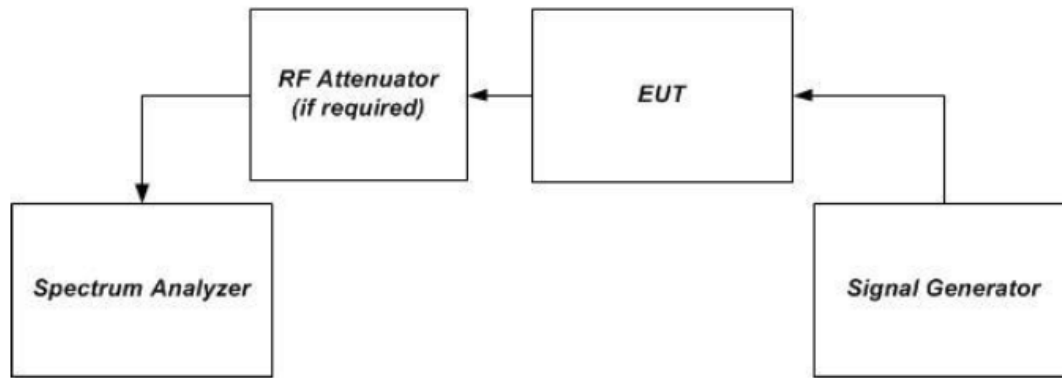 RF Attenuator
(if required)
EUT
Spectrum Analyzer
Signal Generator